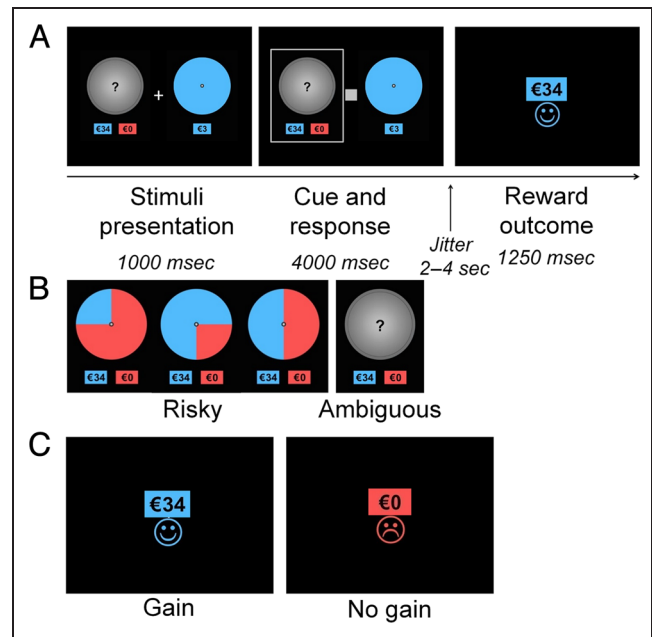 A
? + ?
€34 €0 €3 €34 €0 €3 €34
Stimuli presentation
1000 msec
Cue and response
4000 msec
Jitter
2–4 sec
Reward outcome
1250 msec
B
?
€34 €0 €34 €0 €34 €0 €34 €0
Risky Ambiguous
C
€34 €0
Gain No gain